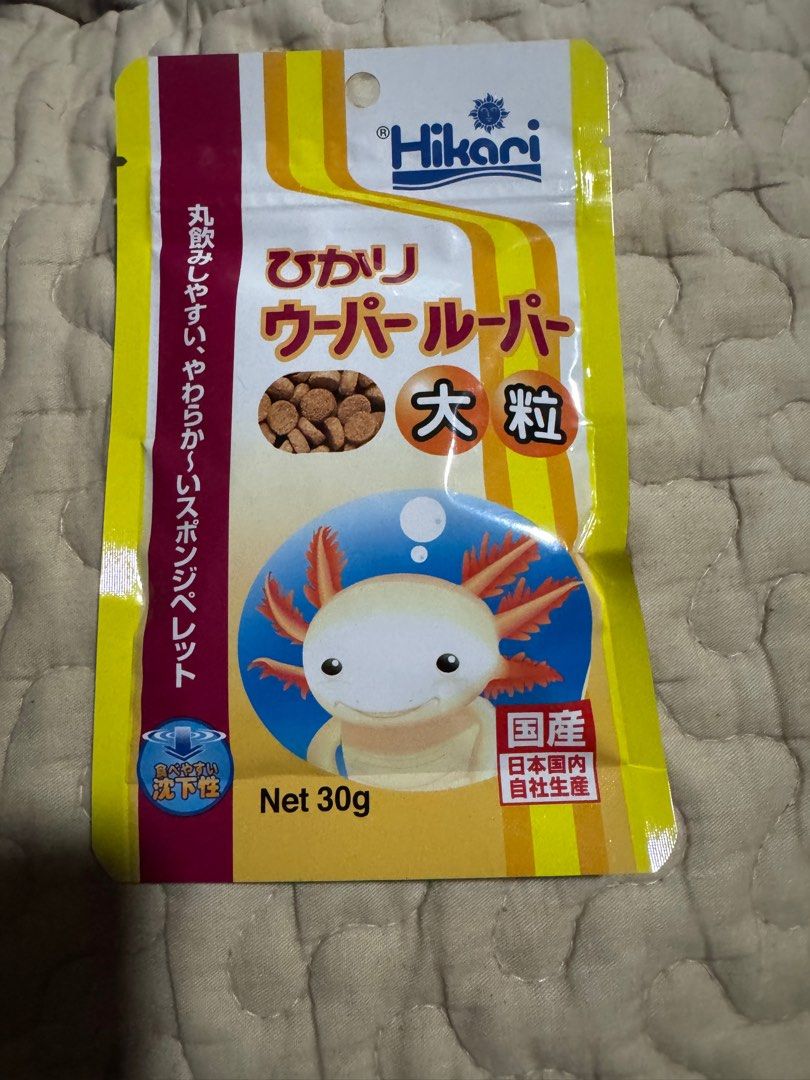 ® Hikari
ひかり
ウーパールーパー
大粒
丸飲みしやすい、やわらか〜いスポンジペレット
食べやすい
沈下性
Net 30g
国産
日本国内
自社生産